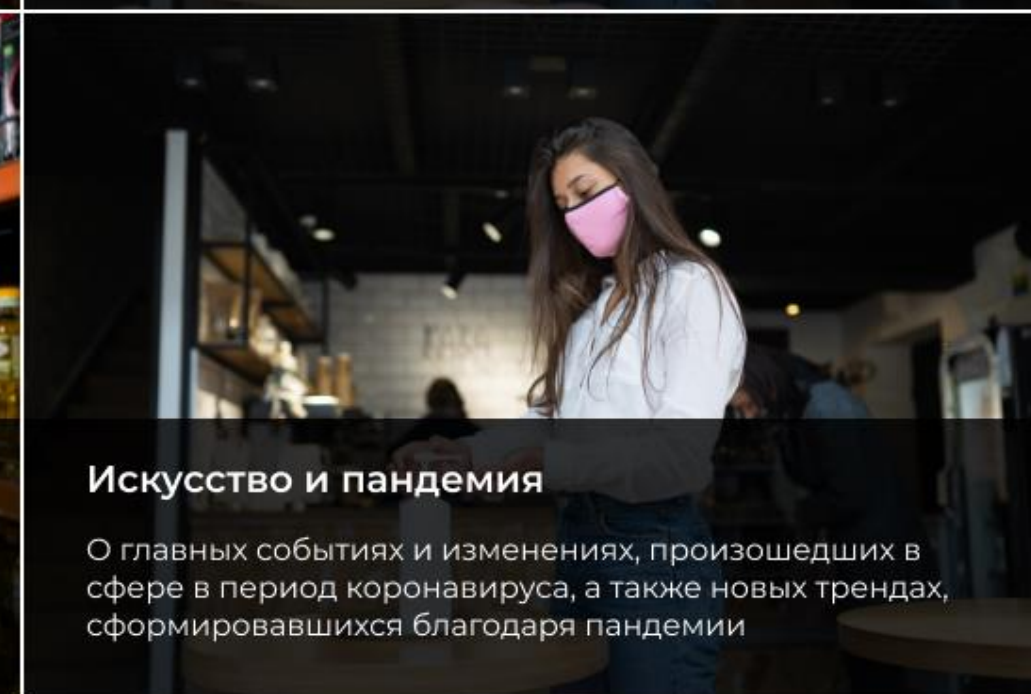 Искусство и пандемия
О главных событиях и изменениях, произошедших в
сфере в период коронавируса, а также новых трендах,
сформировавшихся благодаря пандемии